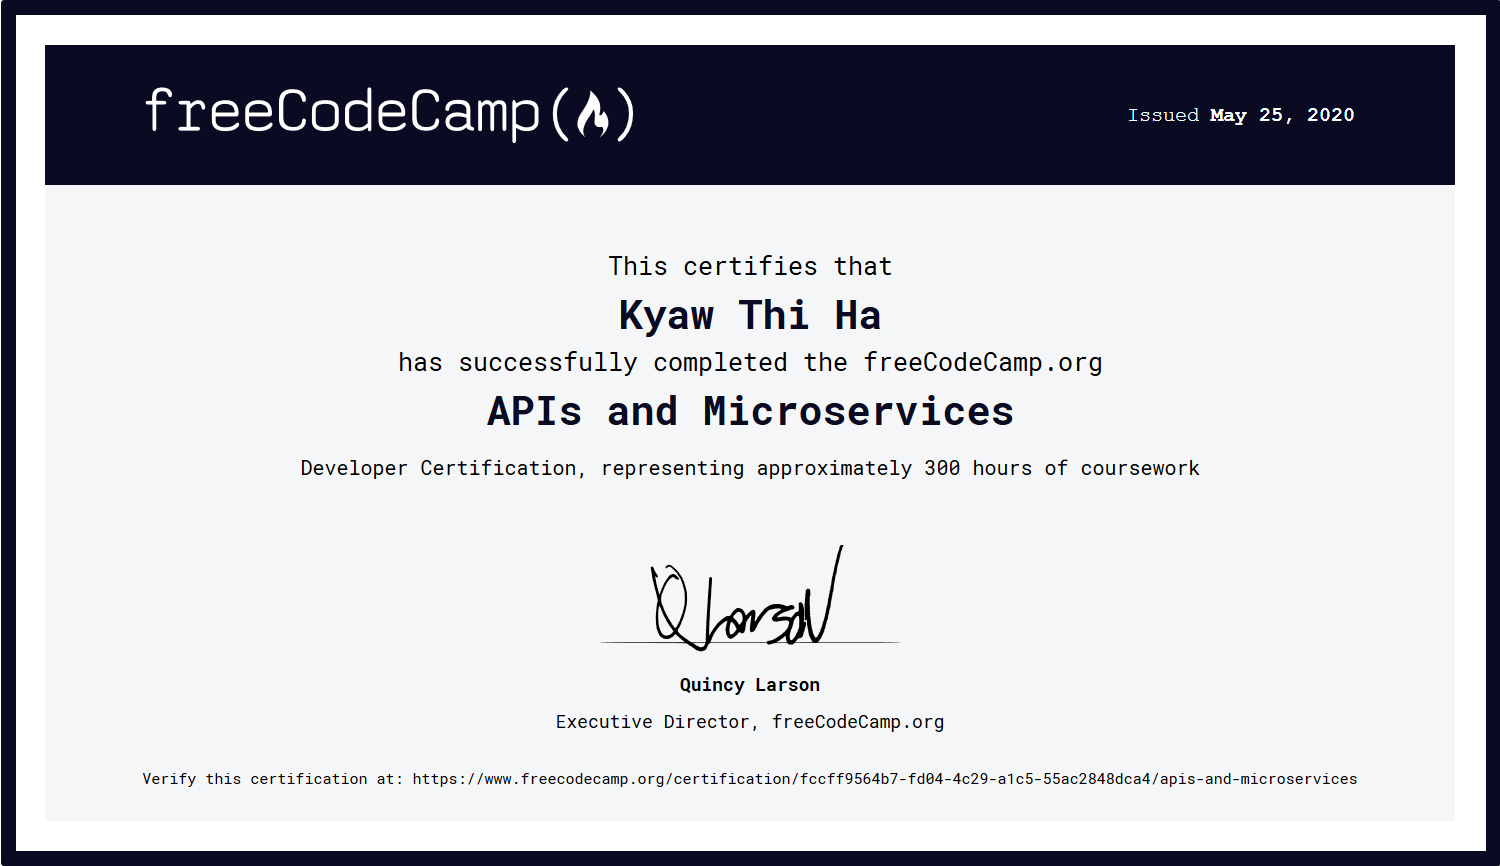 freeCodeCamp()
Issued May 25, 2020
This certifies that
Kyaw Thi Ha
has successfully completed the freeCodeCamp.org
APIs and Microservices
Developer Certification, representing approximately 300 hours of coursework
Q Larson
Quincy Larson
Executive Director, freeCodeCamp.org
Verify this certification at: https://www.freecodecamp.org/certification/fccff9564b7-fd04-4c29-a1c5-55ac2848dca4/apis-and-microservices